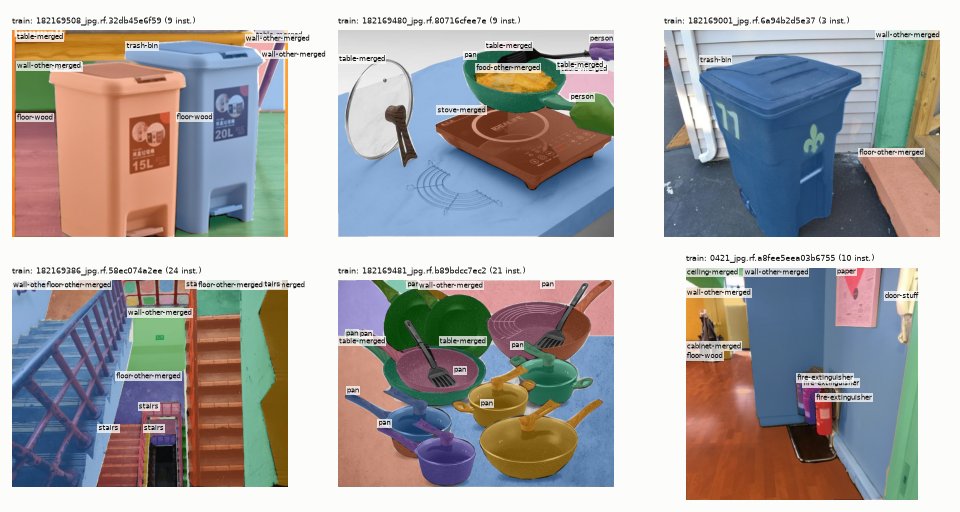 train: 182169508_jpg.rf.32db45e6f59 (9 inst.)
train: 182169480_jpg.rf.80716cfee7e (9 inst.)
train: 182169001_jpg.rf.6a94b2d5e37 (3 inst.)
table-merged
trash-bin
wall-other-merged
wall-other-merged
wall-other-merged
floor-wood
floor-wood
15L
20L
table-merged
pan
table-merged
person
table-merged
food-other-merged
person
stove-merged
wall-other-merged
trash-bin
77
floor-other-merged
train: 182169386_jpg.rf.58ec074a2ee (24 inst.)
train: 182169481_jpg.rf.b89bdcc7ec2 (21 inst.)
train: 0421_jpg.rf.a8fee5eea03b6755 (10 inst.)
floor-other-merged
floor-other-merged
wall-other-merged
floor-other-merged
stairs
stairs
stairs
wall-other-merged
pan
pan
table-merged
table-merged
pan
pan
pan
pan
pan
ceiling-merged
wall-other-merged
paper
wall-other-merged
door-stuff
cabinet-merged
floor-wood
fire-extinguisher
fire-extinguisher